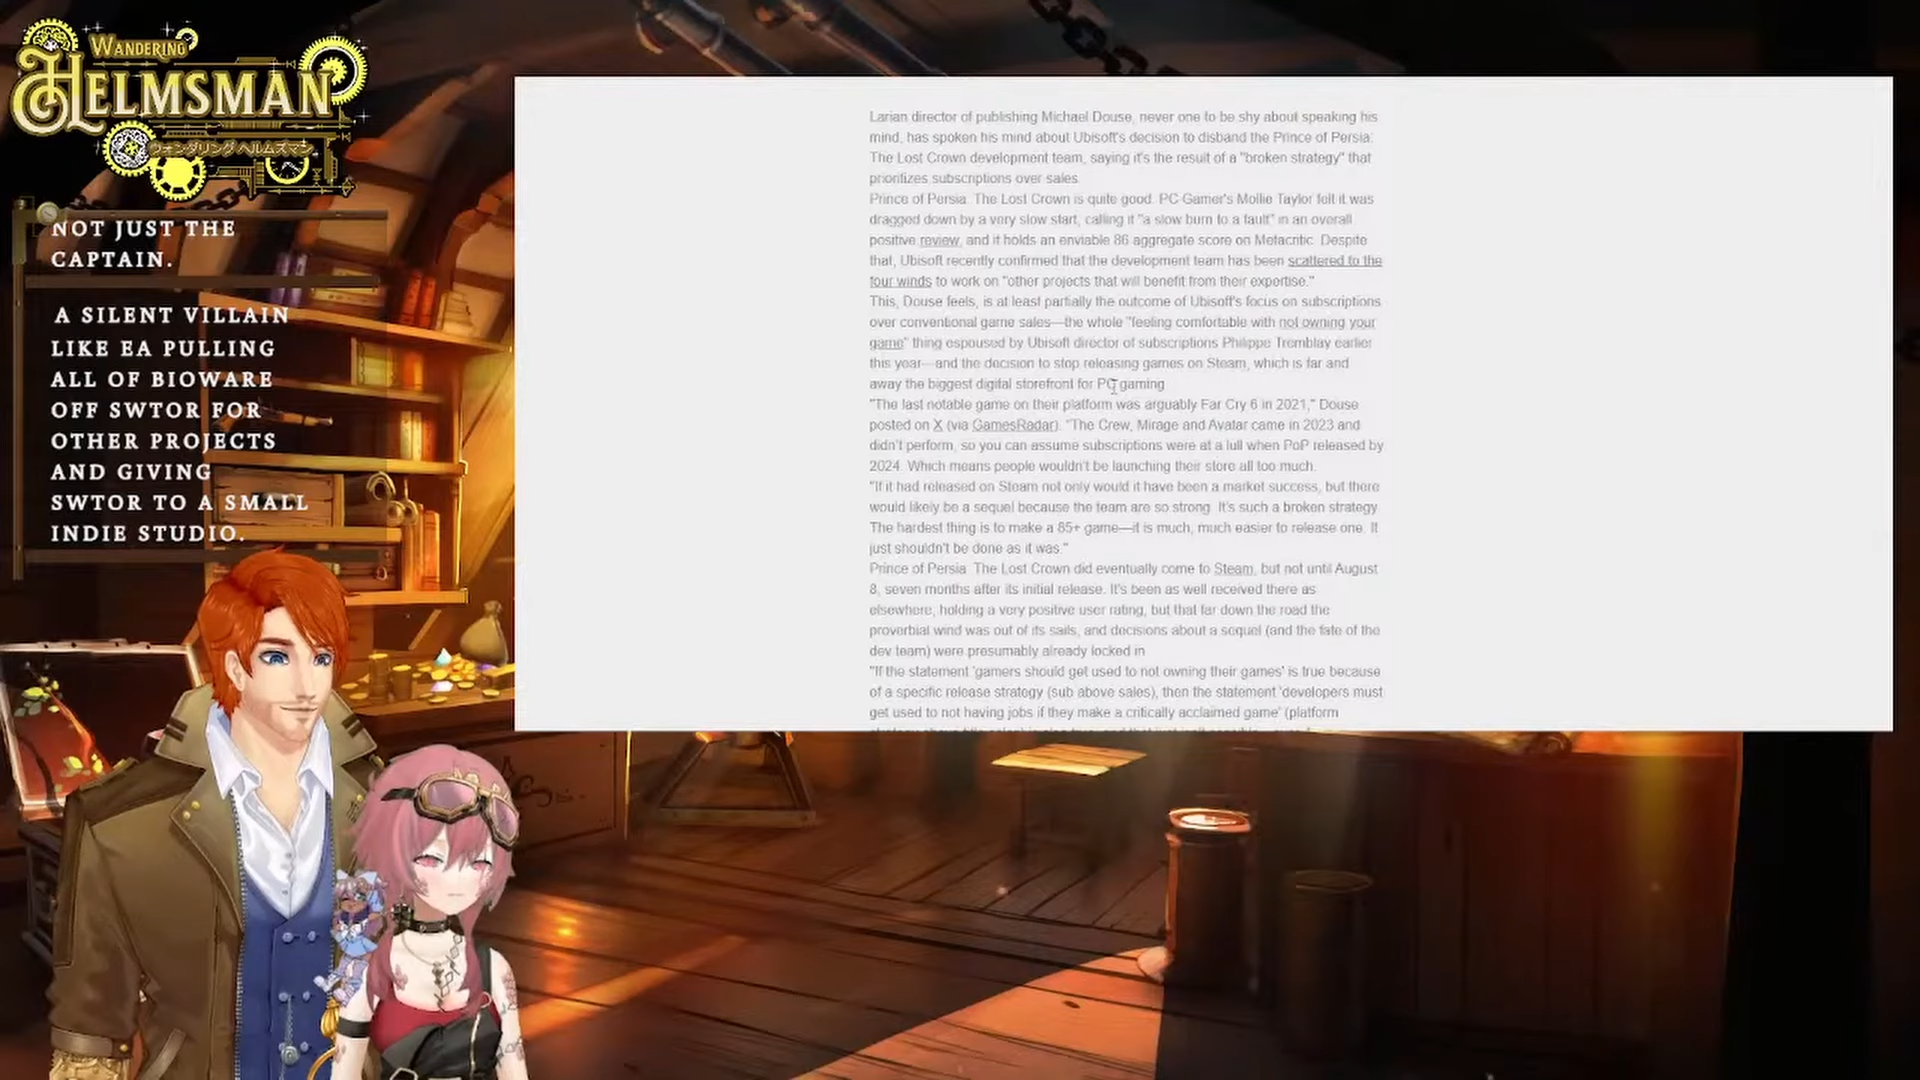 WANDERING
HELMSMAN
ウォンダリングヘルムズマン
NOT JUST THE
CAPTAIN.
A SILENT VILLAIN
LIKE EA PULLING
ALL OF BIOWARE
OFF SWTOR FOR
OTHER PROJECTS
AND GIVING
SWTOR TO A SMALL
INDIE STUDIO.
Larian director of publishing Michael Douse, never one to be shy about speaking his
mind, has spoken his mind about Ubisoft's decision to disband the Prince of Persia:
The Lost Crown development team, saying it's the result of a "broken strategy" that
prioritizes subscriptions over sales.
Prince of Persia: The Lost Crown is quite good. PC Gamer's Mollie Taylor felt it was
dragged down by a very slow start, calling it "a slow burn to a fault" in an overall
positive review, and it holds an enviable 86 aggregate score on Metacritic. Despite
that, Ubisoft recently confirmed that the development team has been scattered to the
four winds to work on "other projects that will benefit from their expertise."
This, Douse feels, is at least partially the outcome of Ubisoft's focus on subscriptions
over conventional game sales—the whole "feeling comfortable with not owning your
game" thing espoused by Ubisoft director of subscriptions Philippe Tremblay earlier
this year—and the decision to stop releasing games on Steam, which is far and
away the biggest digital storefront for PC gaming.
"The last notable game on their platform was arguably Far Cry 6 in 2021," Douse
posted on X (via GamesRadar). "The Crew, Mirage and Avatar came in 2023 and
didn't perform, so you can assume subscriptions were at a lull when PoP released by
2024. Which means people wouldn't be launching their store all too much.
"If it had released on Steam not only would it have been a market success, but there
would likely be a sequel because the team are so strong. It's such a broken strategy.
The hardest thing is to make a 85+ game—it is much, much easier to release one. It
just shouldn't be done as it was."
Prince of Persia: The Lost Crown did eventually come to Steam, but not until August
8, seven months after its initial release. It's been as well received there as
elsewhere, holding a very positive user rating, but that far down the road the
proverbial wind was out of its sails, and decisions about a sequel (and the fate of the
dev team) were presumably already locked in.
"If the statement 'gamers should get used to not owning their games' is true because
of a specific release strategy (sub above sales), then the statement 'developers must
get used to not having jobs if they make a critically acclaimed game' (platform